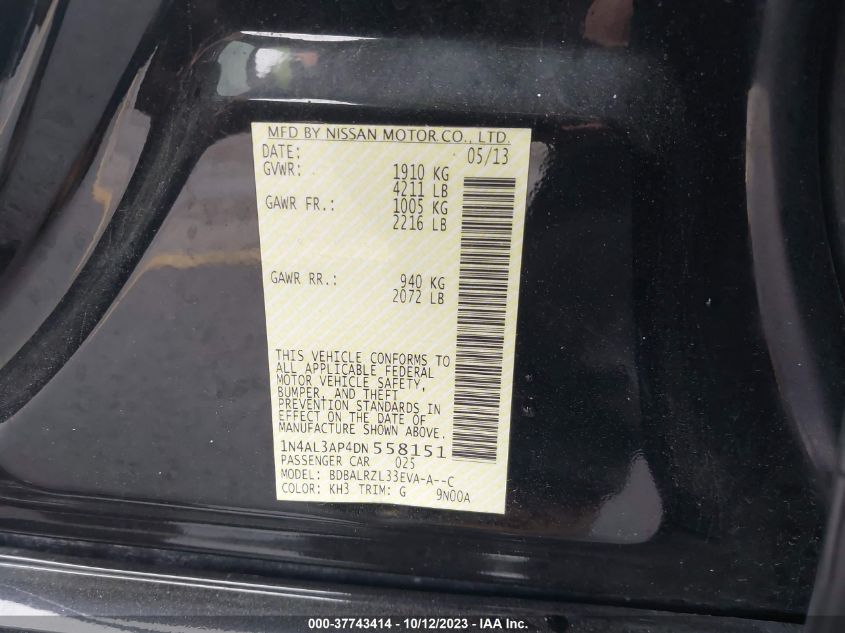 MFD BY NISSAN MOTOR CO., LTD.
DATE: 05/13
GVWR: 1910 KG
4211 LB
GAWR FR.: 1005 KG
2216 LB
GAWR RR.: 940 KG
2072 LB
THIS VEHICLE CONFORMS TO
ALL APPLICABLE FEDERAL
MOTOR VEHICLE SAFETY,
BUMPER, AND THEFT
PREVENTION STANDARDS IN
EFFECT ON THE DATE OF
MANUFACTURE SHOWN ABOVE.
1N4AL3AP4DN558151
PASSENGER CAR 025
MODEL: BDBALRZL33EVA-A--C
COLOR: KH3 TRIM: G 9N00A
000-37743414 - 10/12/2023 - © IAA Inc.